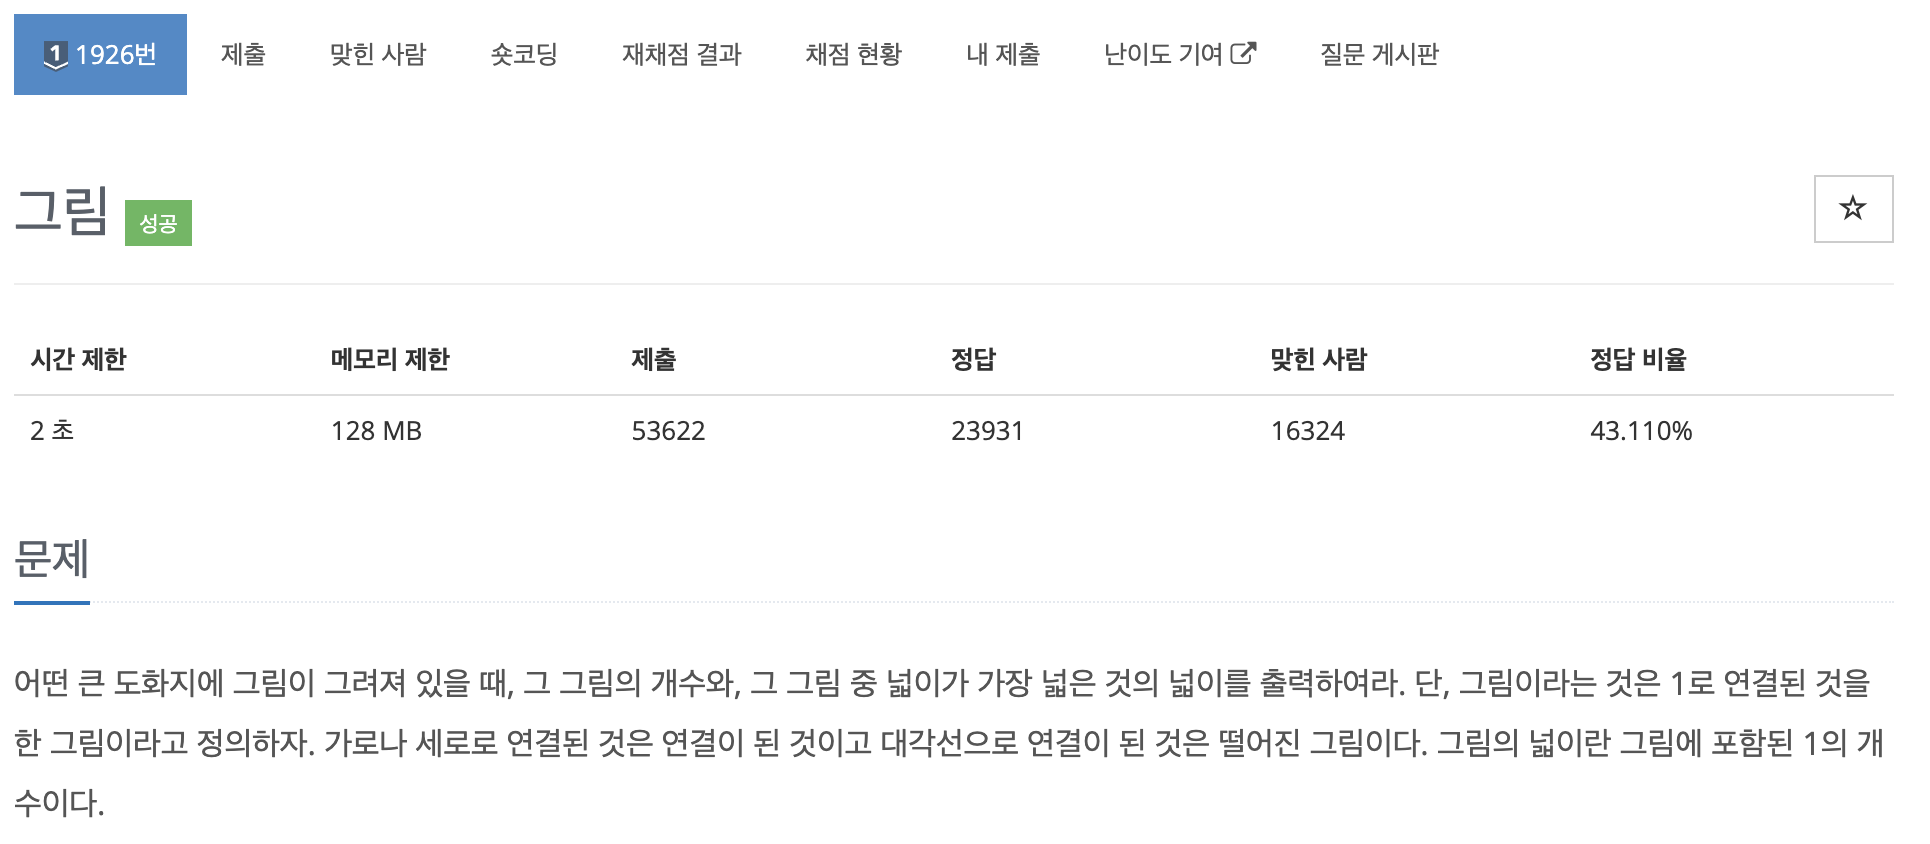 1 1926번 제출 맞힌 사람 숏코딩 재채점 결과 채점 현황 내 제출 난이도 기여 질문 게시판
그림 성공
시간 제한 메모리 제한 제출 정답 맞힌 사람 정답 비율
2 초 128 MB 53622 23931 16324 43.110%
문제
어떤 큰 도화지에 그림이 그려져 있을 때, 그 그림의 개수와, 그 그림 중 넓이가 가장 넓은 것의 넓이를 출력하여라. 단, 그림이라는 것은 1로 연결된 것을
한 그림이라고 정의하자. 가로나 세로로 연결된 것은 연결이 된 것이고 대각선으로 연결이 된 것은 떨어진 그림이다. 그림의 넓이란 그림에 포함된 1의 개
수이다.